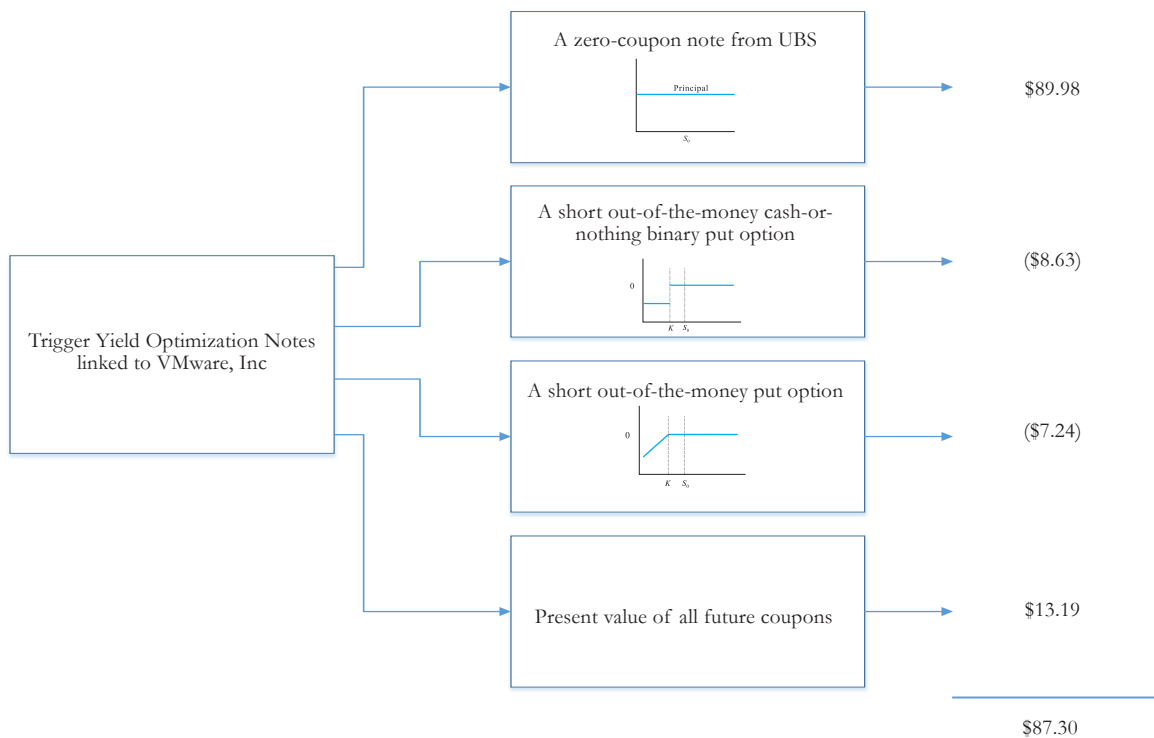 A zero-coupon note from UBS
Principal
S₀
$89.98
A short out-of-the-money cash-or-
nothing binary put option
0
K
S₀
($8.63)
Trigger Yield Optimization Notes
linked to VMware, Inc
A short out-of-the-money put option
0
K
S₀
($7.24)
Present value of all future coupons
$13.19
$87.30